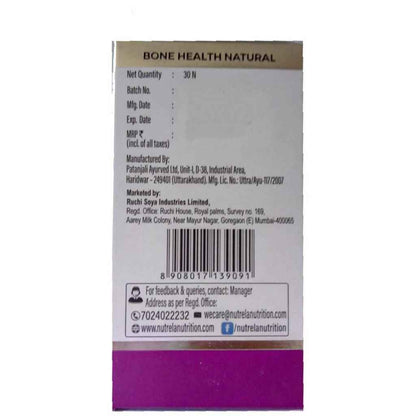 BONE HEALTH NATURAL
Net Quantity : 30 N
Batch No. :
Mfg. Date :
Exp. Date :
MRP ₹ :
(incl. of all taxes)
Manufactured By:
Patanjali Ayurved Ltd, Unit-I, D-38, Industrial Area,
Haridwar - 249401 (Uttarakhand). Mfg. Lic. No.: Uttra/Ayu-117/2007
Marketed by:
Ruchi Soya Industries Limited,
Regd. Office: Ruchi House, Royal palms, Survey no. 169,
Aarey Milk Colony, Near Mayur Nagar, Goregaon (E) Mumbai-400065
8 908017 139091
For feedback & queries, contact: Manager
Address as per Regd. Office:
7024022232 wecare@nutrelanutrition.com
www.nutrelanutrition.com f/nutrelanutrition